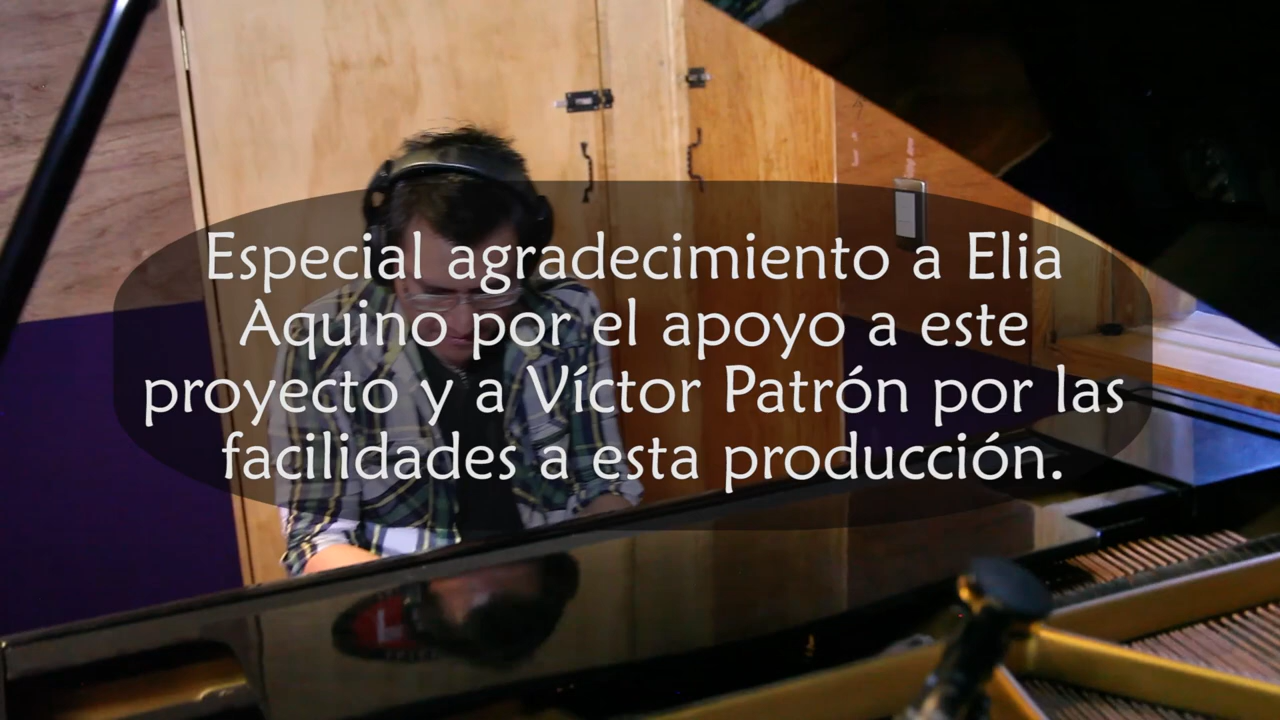 Especial agradecimiento a Elia
Aquino por el apoyo a este
proyecto y a Víctor Patrón por las
facilidades a esta producción.